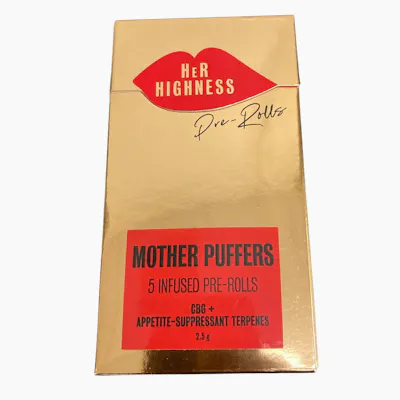 HeR
HIGHNESS
Pre-Rolls
MOTHER PUFFERS
5 INFUSED PRE-ROLLS
CBG +
APPETITE-SUPPRESSANT TERPENES
2.5 g